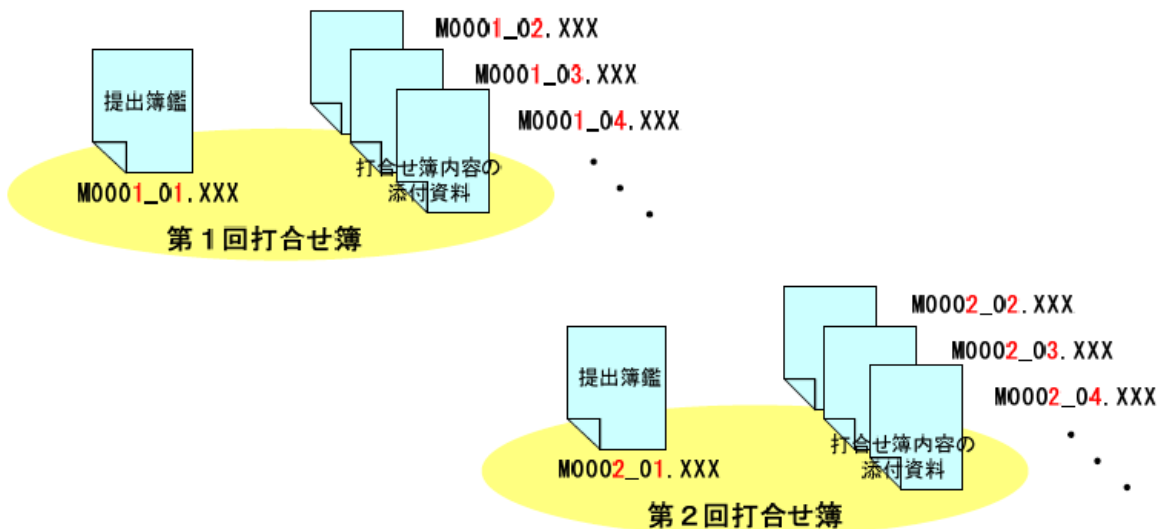 M0001_02.XXX
M0001_03.XXX
M0001_04.XXX
提出簿鑑
打合せ簿内容の
添付資料
M0001_01.XXX
第1回打合せ簿
M0002_02.XXX
M0002_03.XXX
M0002_04.XXX
提出簿鑑
打合せ簿内容の
添付資料
M0002_01.XXX
第2回打合せ簿